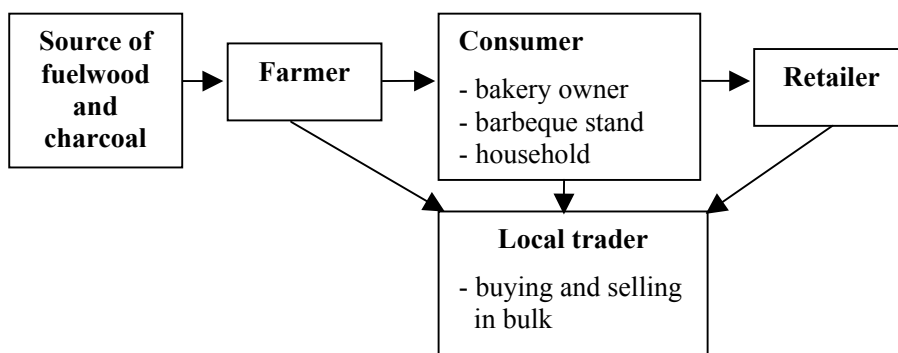 Source of
fuelwood
and
charcoal
Farmer
Consumer
- bakery owner
- barbeque stand
- household
Retailer
Local trader
- buying and selling
in bulk